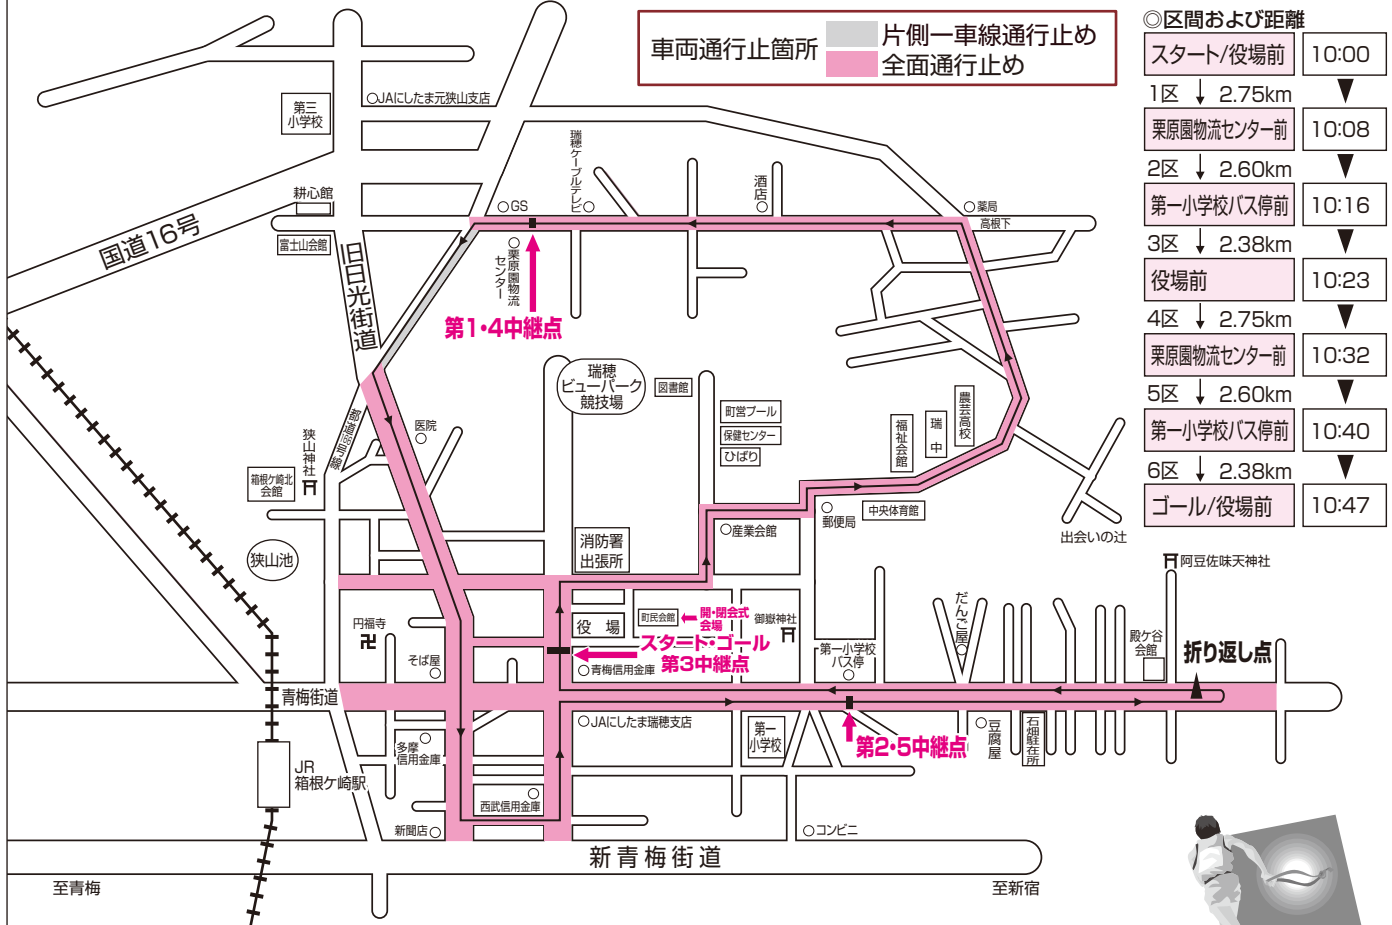 車両通行止箇所
片側一車線通行止め
全面通行止め
◎区間および距離
スタート/役場前 10:00
1区 ↓ 2.75km ▼
栗原園物流センター前 10:08
2区 ↓ 2.60km ▼
第一小学校バス停前 10:16
3区 ↓ 2.38km ▼
役場前 10:23
4区 ↓ 2.75km ▼
栗原園物流センター前 10:32
5区 ↓ 2.60km ▼
第一小学校バス停前 10:40
6区 ↓ 2.38km ▼
ゴール/役場前 10:47
JAにしたま元狭山支店
第三
小学校
瑞穂ケーブルテレビ
酒店
耕心館
GS
薬局
高根下
国道16号
富士山会館
旧日光街道
栗原園物流
センター
第1・4中継点
瑞穂
ビューパーク
競技場
図書館
町営プール
保健センター
ひばり
福祉会館
瑞中
農芸高校
医院
狭山神社
箱根ケ崎北
会館
産業会館
郵便局
中央体育館
出会いの辻
消防署
出張所
狭山池
阿豆佐味天神社
円福寺
役場
町民会館
開・閉会式
会場
御嶽神社
だんご屋
そば屋
スタート・ゴール
第3中継点
第一小学校
バス停
殿ケ谷
会館
折り返し点
青梅信用金庫
青梅街道
JAにしたま瑞穂支店
第一
小学校
第2・5中継点
豆腐屋
石畑駐在所
多摩
信用金庫
JR
箱根ケ崎駅
西武信用金庫
新聞店
コンビニ
新青梅街道
至青梅
至新宿